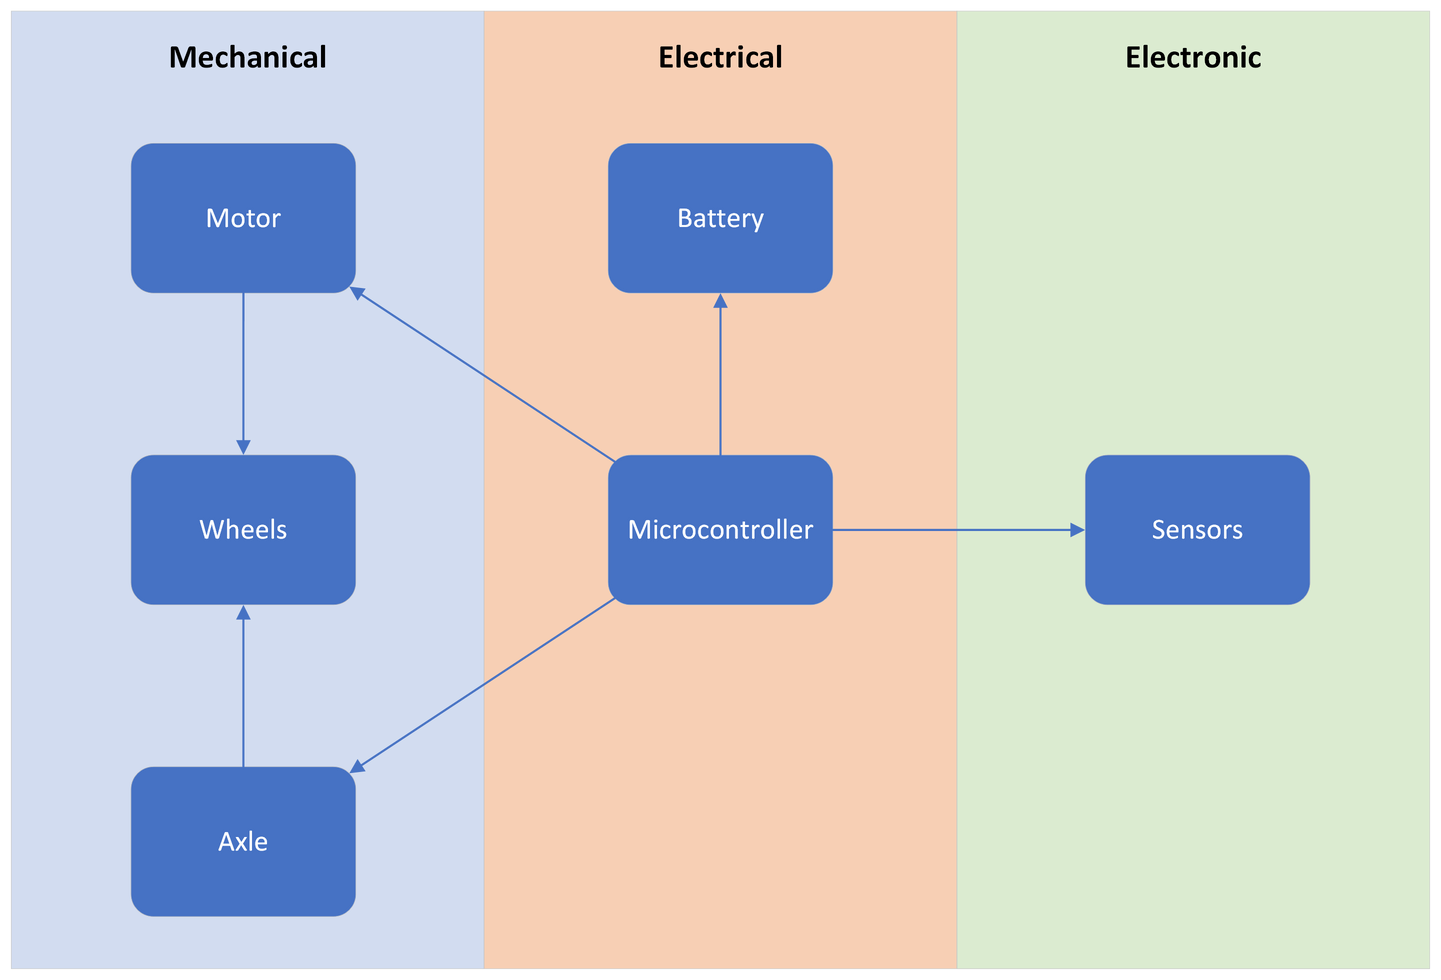 Mechanical
Electrical
Electronic
Motor
Battery
Wheels
Microcontroller
Sensors
Axle